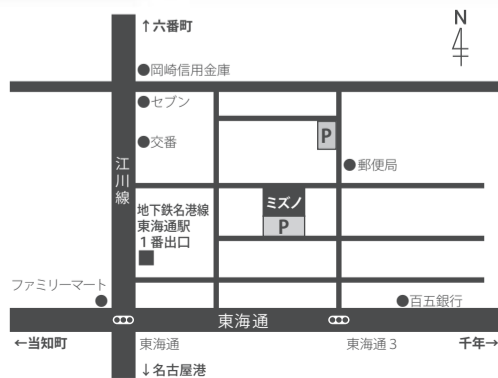 ↑六番町
N
岡崎信用金庫
セブン
交番
P
郵便局
江川線
地下鉄名港線
東海通駅
1番出口
ミズノ
P
ファミリーマート
百五銀行
東海通
←当知町
東海通
東海通3
千年→
↓名古屋港